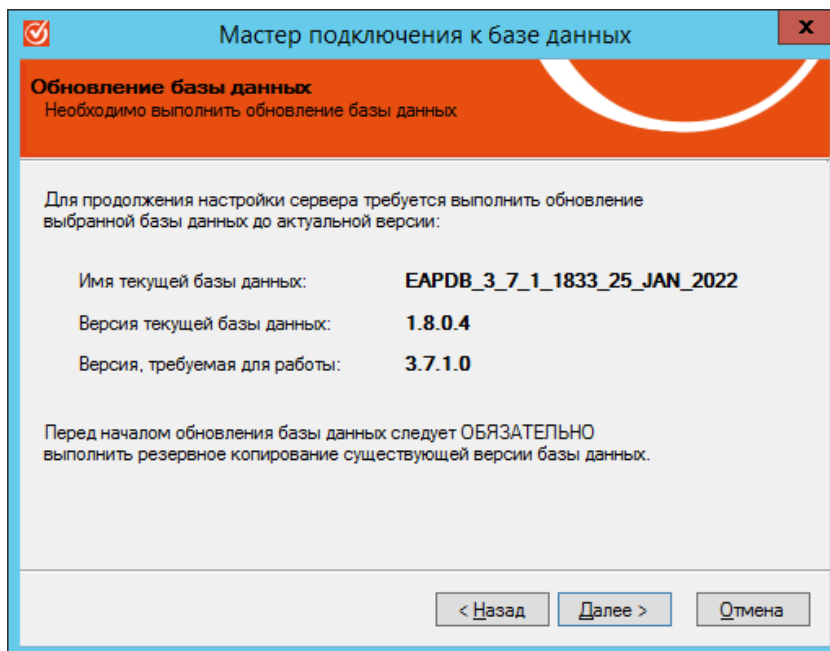 Мастер подключения к базе данных
x
Обновление базы данных
Необходимо выполнить обновление базы данных
Для продолжения настройки сервера требуется выполнить обновление
выбранной базы данных до актуальной версии:
Имя текущей базы данных: EAPDB_3_7_1_1833_25_JAN_2022
Версия текущей базы данных: 1.8.0.4
Версия, требуемая для работы: 3.7.1.0
Перед началом обновления базы данных следует ОБЯЗАТЕЛЬНО
выполнить резервное копирование существующей версии базы данных.
< Назад Далее > Отмена